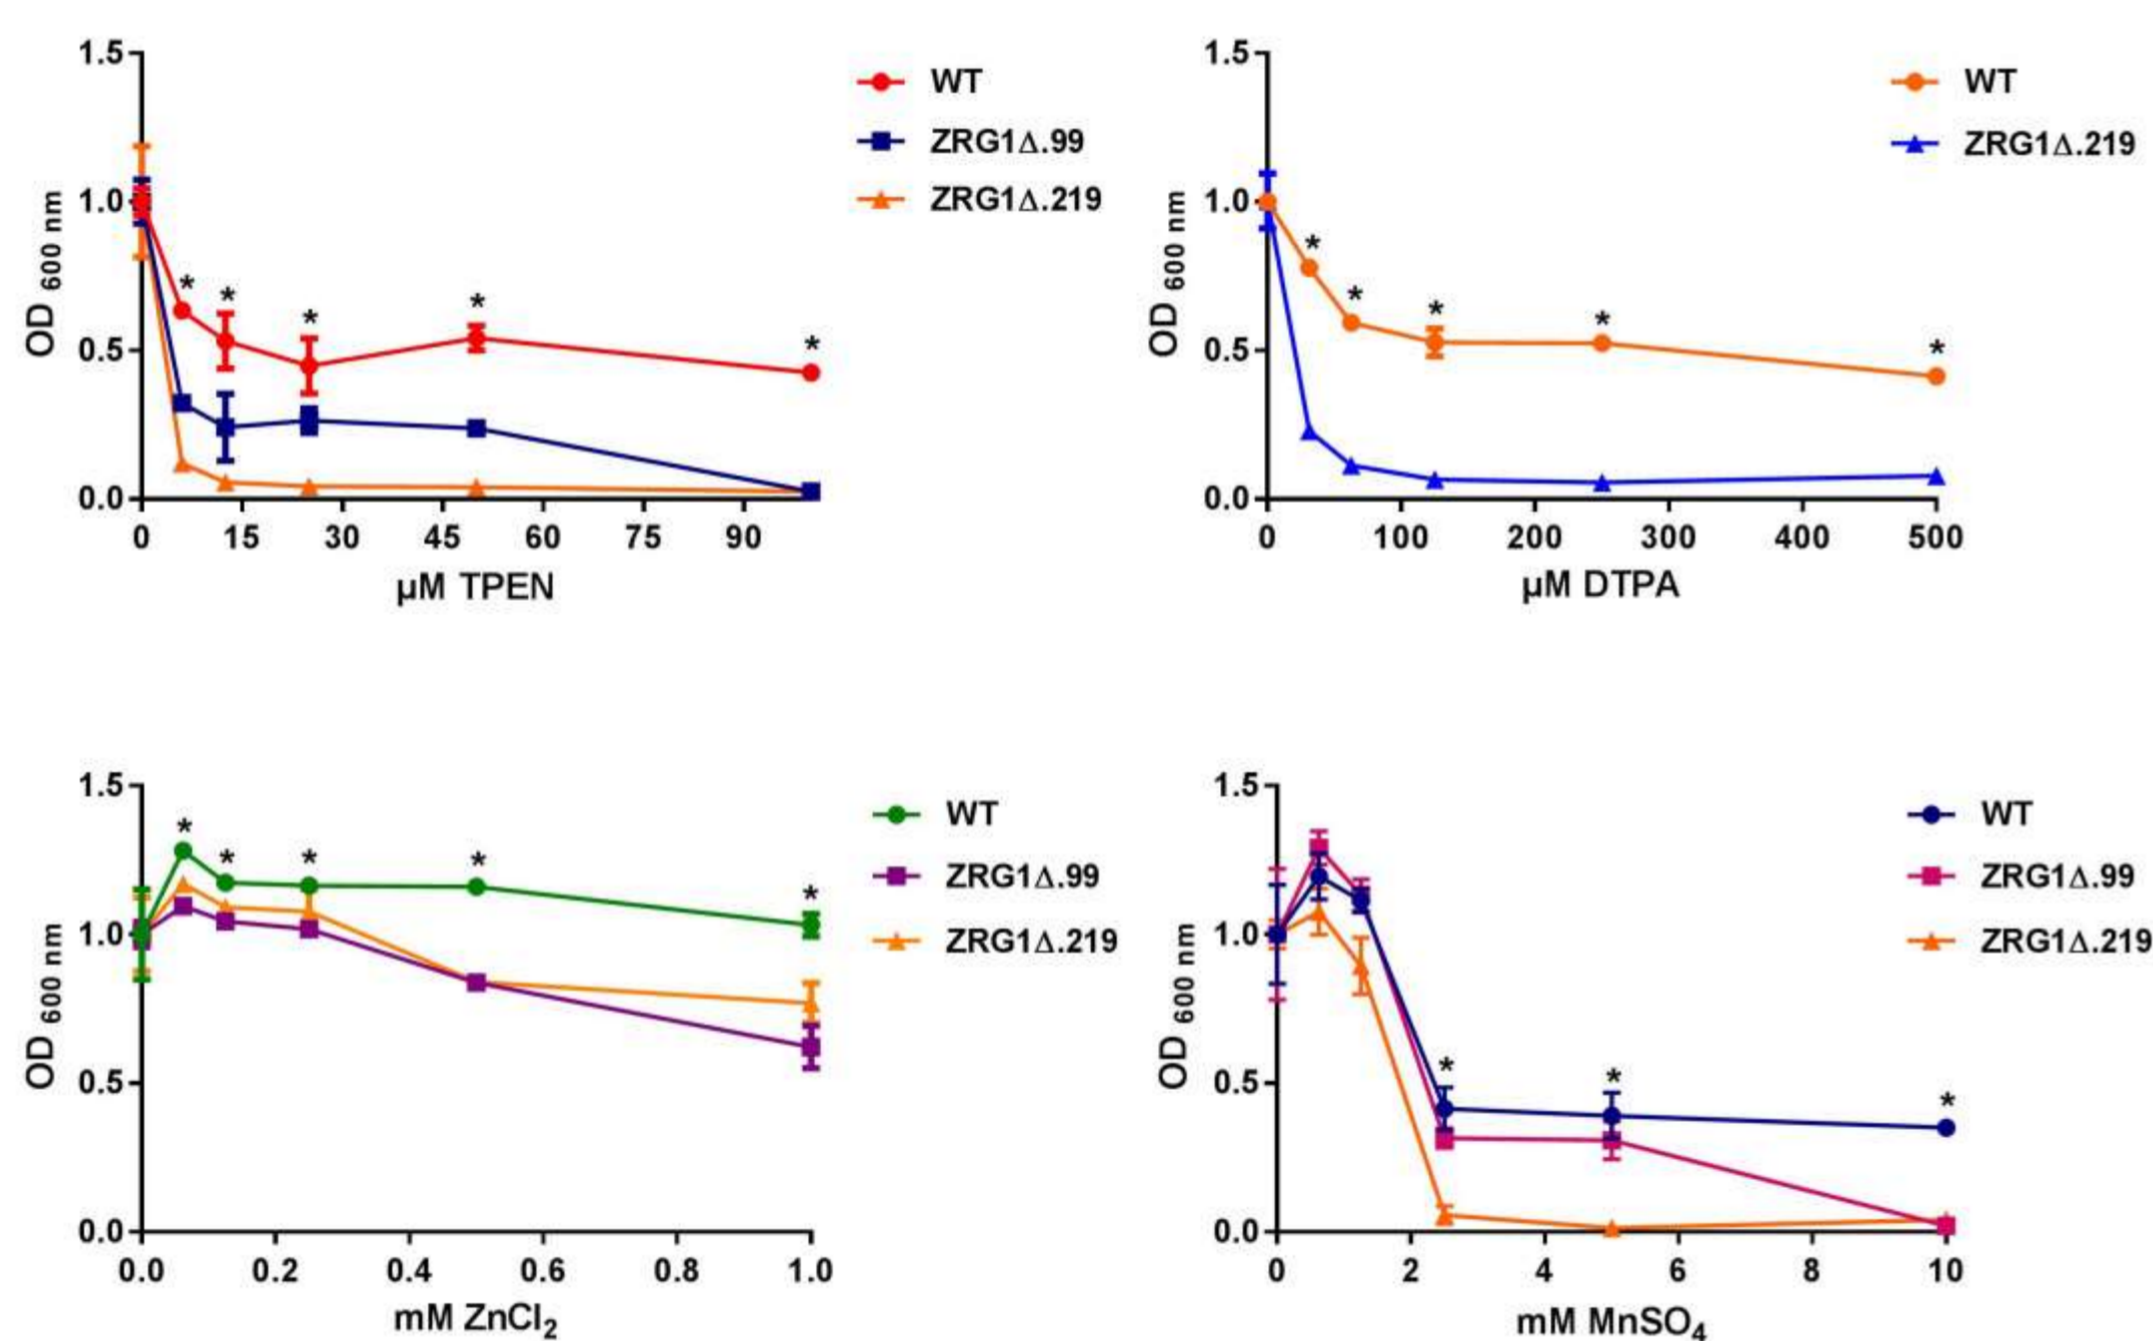 1.5
1.0
0.5
0.0
OD 600 nm
0 15 30 45 60 75 90
µM TPEN
WT
ZRG1Δ.99
ZRG1Δ.219
* * * * *
1.5
1.0
0.5
0.0
OD 600 nm
0 100 200 300 400 500
µM DTPA
WT
ZRG1Δ.219
* * * * *
1.5
1.0
0.5
0.0
OD 600 nm
0.0 0.2 0.4 0.6 0.8 1.0
mM ZnCl₂
WT
ZRG1Δ.99
ZRG1Δ.219
* * * * *
1.5
1.0
0.5
0.0
OD 600 nm
0 2 4 6 8 10
mM MnSO₄
WT
ZRG1Δ.99
ZRG1Δ.219
* * *